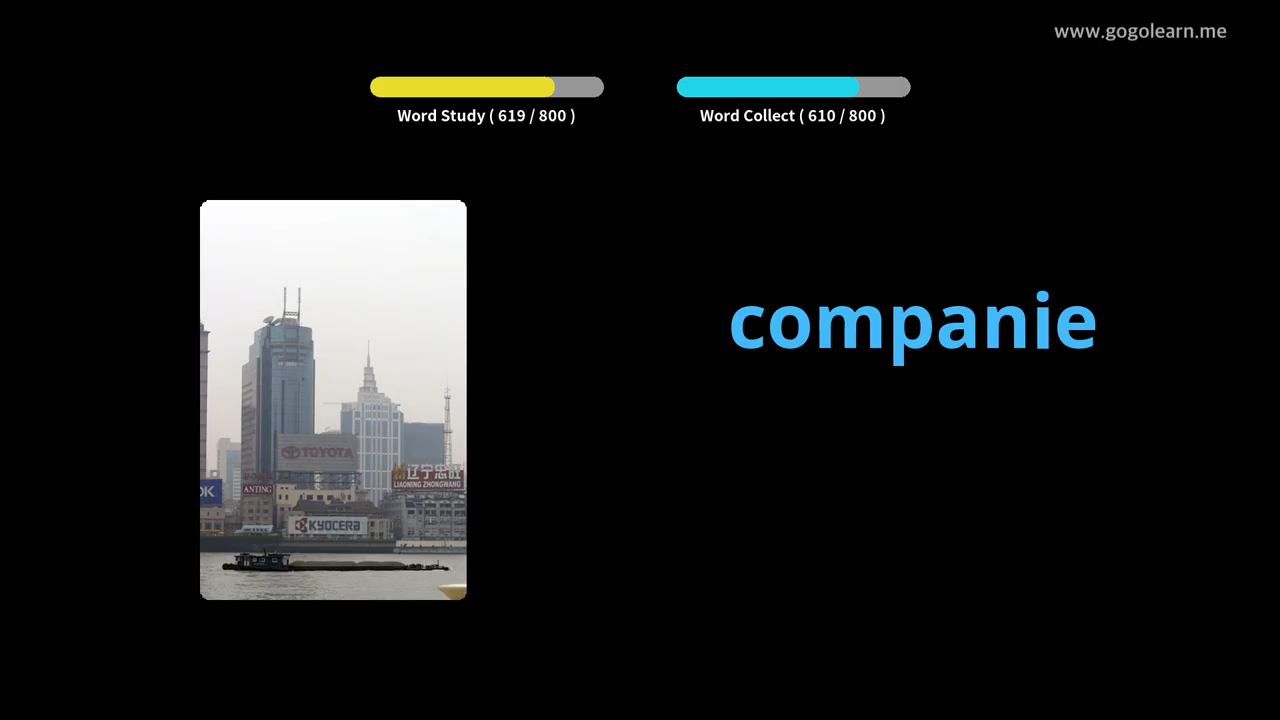 www.gogolearn.me
Word Study ( 619 / 800 )
Word Collect ( 610 / 800 )
companie
TOYOTA
辽宁忠旺
LIAONING ZHONGWANG
OK
ANTING
KYOCERA